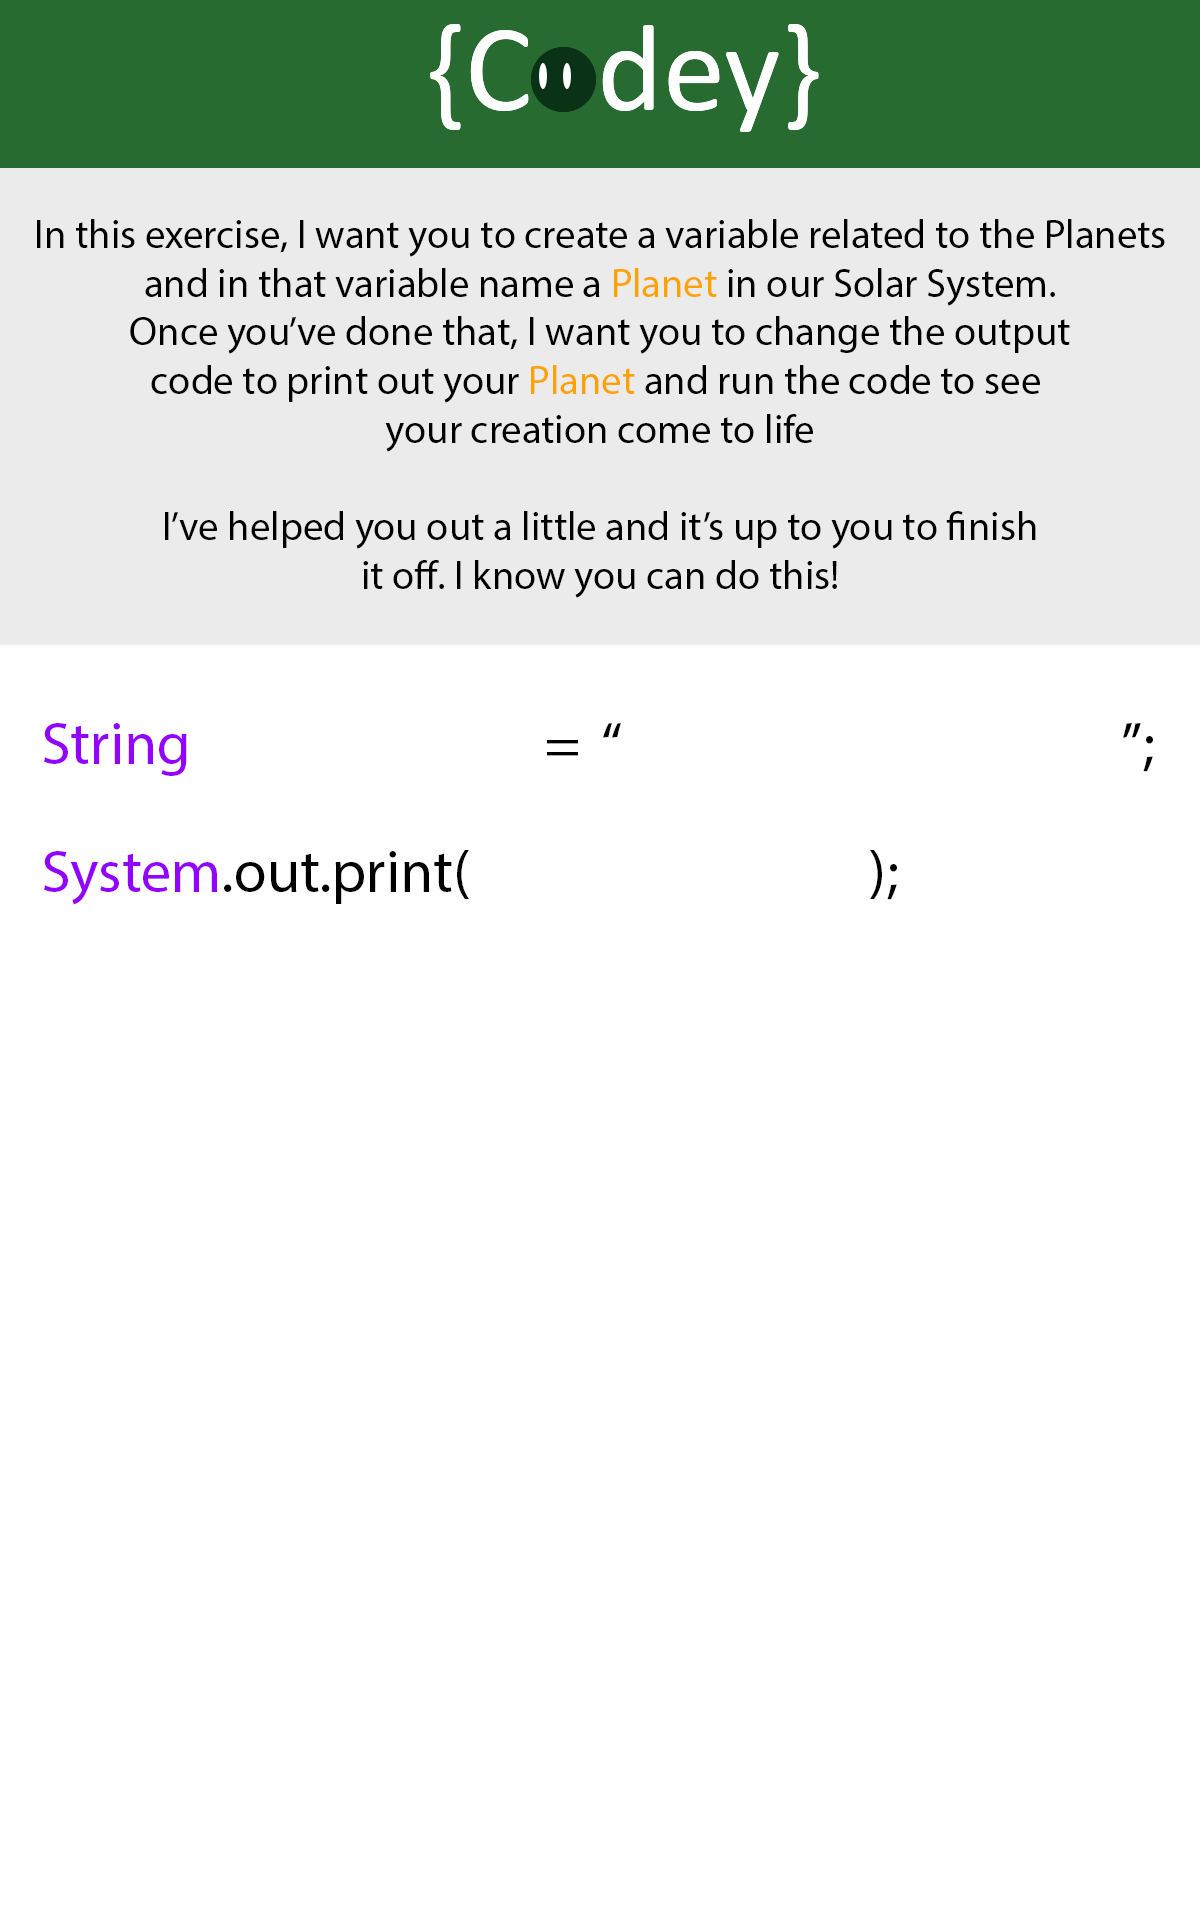 {Codey}
In this exercise, I want you to create a variable related to the Planets
and in that variable name a Planet in our Solar System.
Once you’ve done that, I want you to change the output
code to print out your Planet and run the code to see
your creation come to life
I’ve helped you out a little and it’s up to you to finish
it off. I know you can do this!
String = “ ”;
System.out.print( );